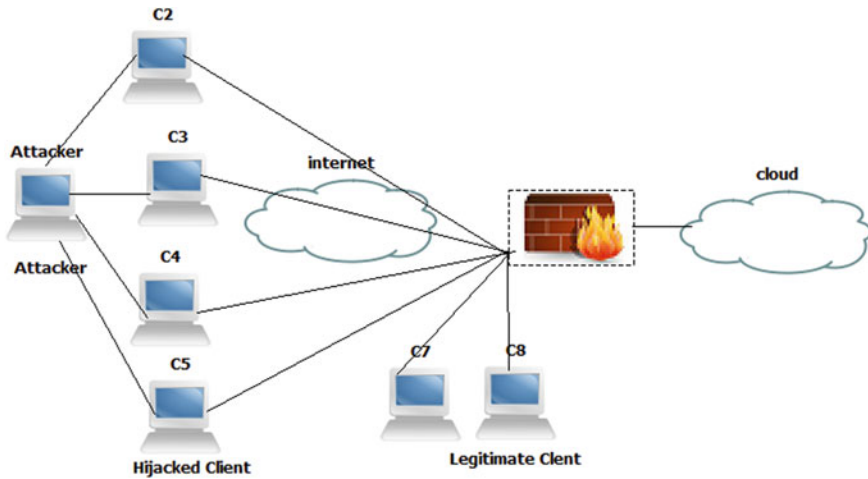 C2
C3
Attacker
internet
cloud
Attacker
C4
C5
C7
C8
Hijacked Client
Legitimate Clent